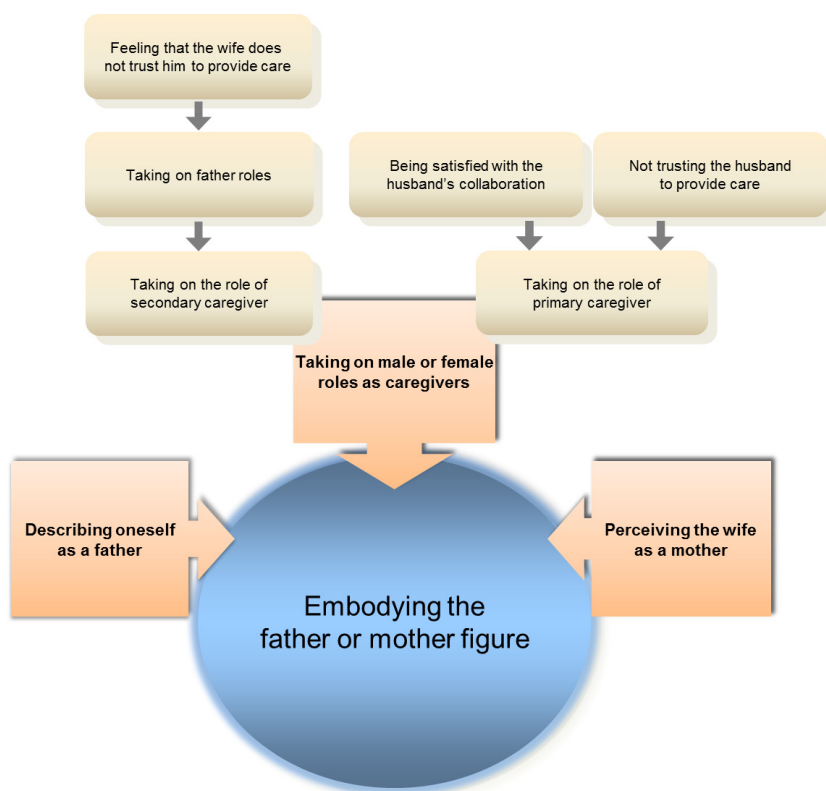 Feeling that the wife does
not trust him to provide care
Taking on father roles
Being satisfied with the
husband's collaboration
Not trusting the husband
to provide care
Taking on the role of
secondary caregiver
Taking on the role of
primary caregiver
Taking on male or female
roles as caregivers
Describing oneself
as a father
Perceiving the wife
as a mother
Embodying the
father or mother figure